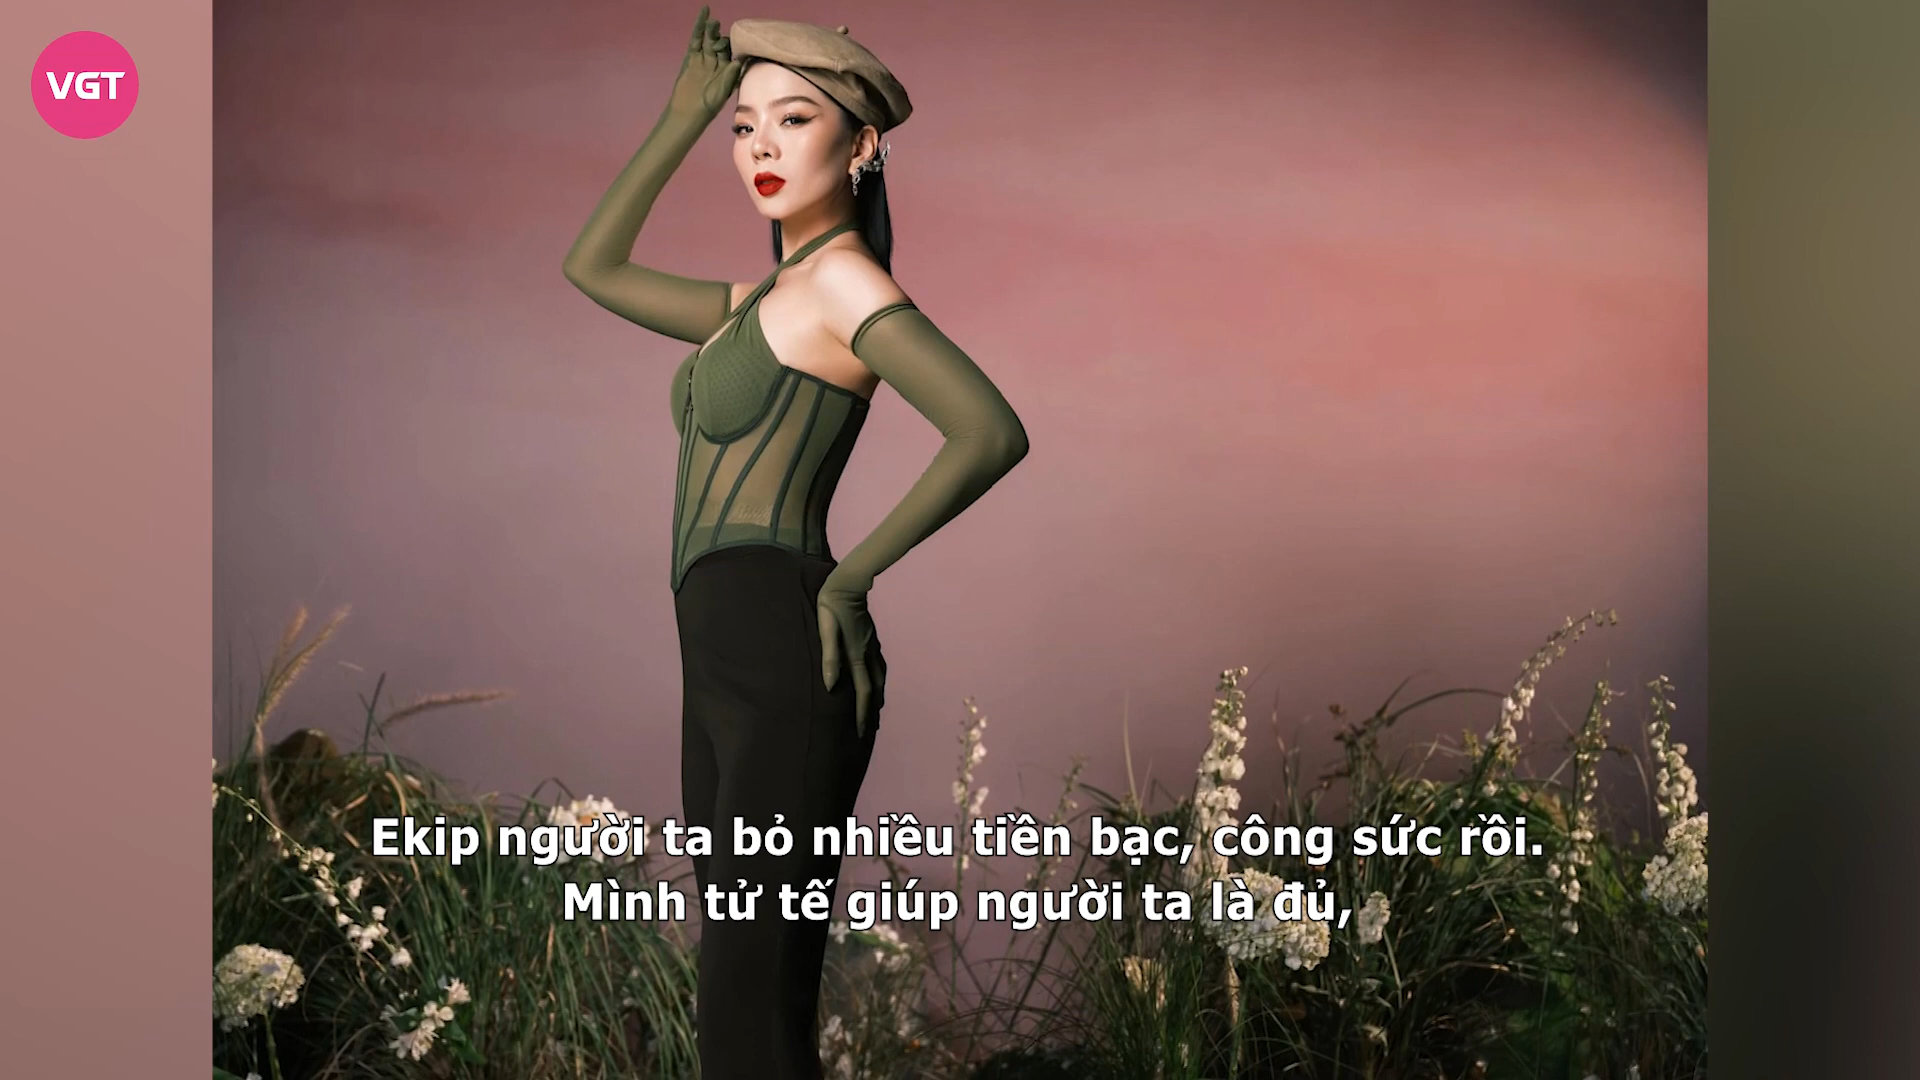 VGT
Ekip người ta bỏ nhiều tiền bạc, công sức rồi.
Mình tử tế giúp người ta là đủ,